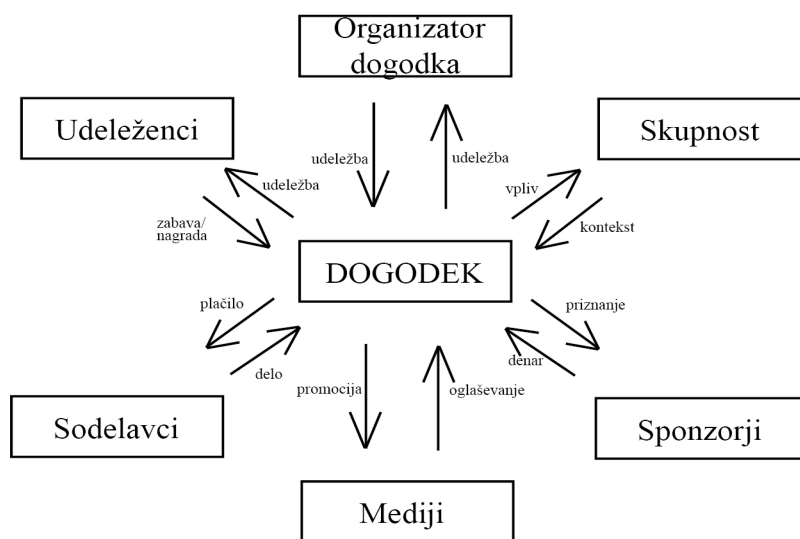 Organizator
dogodka
Udeleženci
Skupnost
udeležba
udeležba
udeležba
vpliv
zabava/
nagrada
kontekst
DOGODEK
plačilo
priznanje
delo
denar
promocija
oglaševanje
Sodelavci
Sponzorji
Mediji